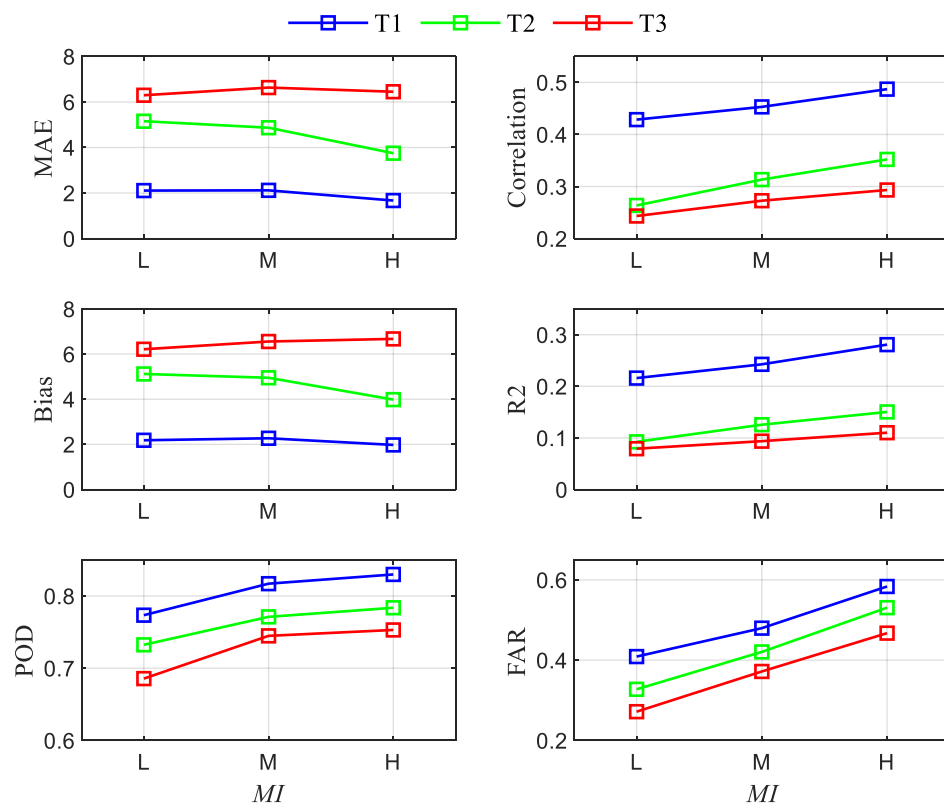 T1 T2 T3
8
6
4
2
0
MAE
L M H
0.5
0.4
0.3
0.2
Correlation
L M H
8
6
4
2
0
Bias
L M H
0.3
0.2
0.1
0
R2
L M H
0.8
0.7
0.6
POD
L M H
MI
0.6
0.4
0.2
FAR
L M H
MI